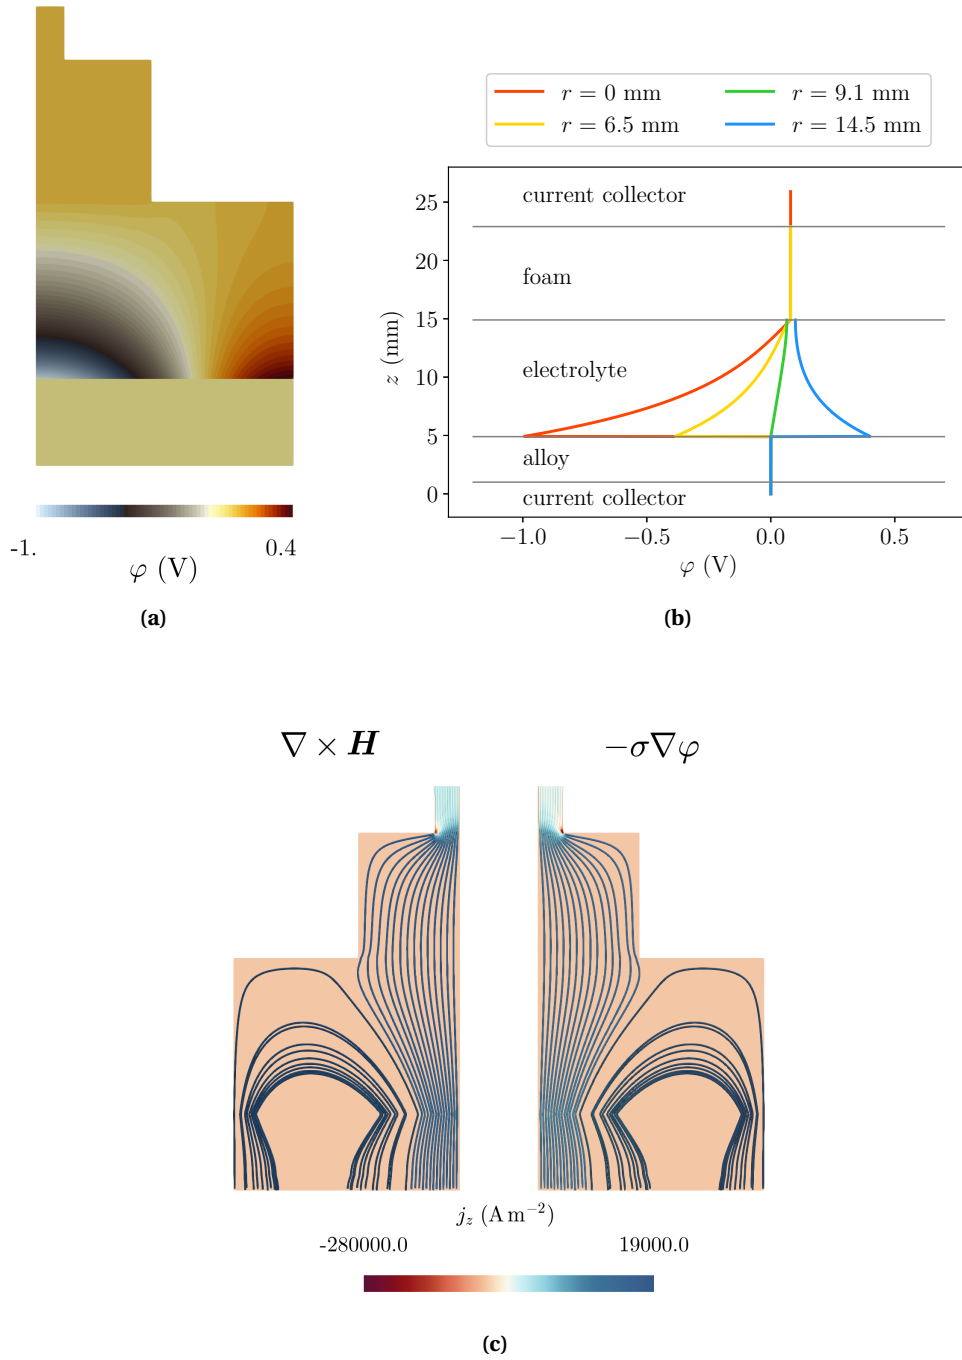 -1.
0.4
φ (V)
(a)
r = 0 mm
r = 9.1 mm
r = 6.5 mm
r = 14.5 mm
25
20
15
10
5
0
z (mm)
current collector
foam
electrolyte
alloy
current collector
−1.0
−0.5
0.0
0.5
φ (V)
(b)
∇ × H
−σ∇φ
j_z (A m⁻²)
-280000.0
19000.0
(c)